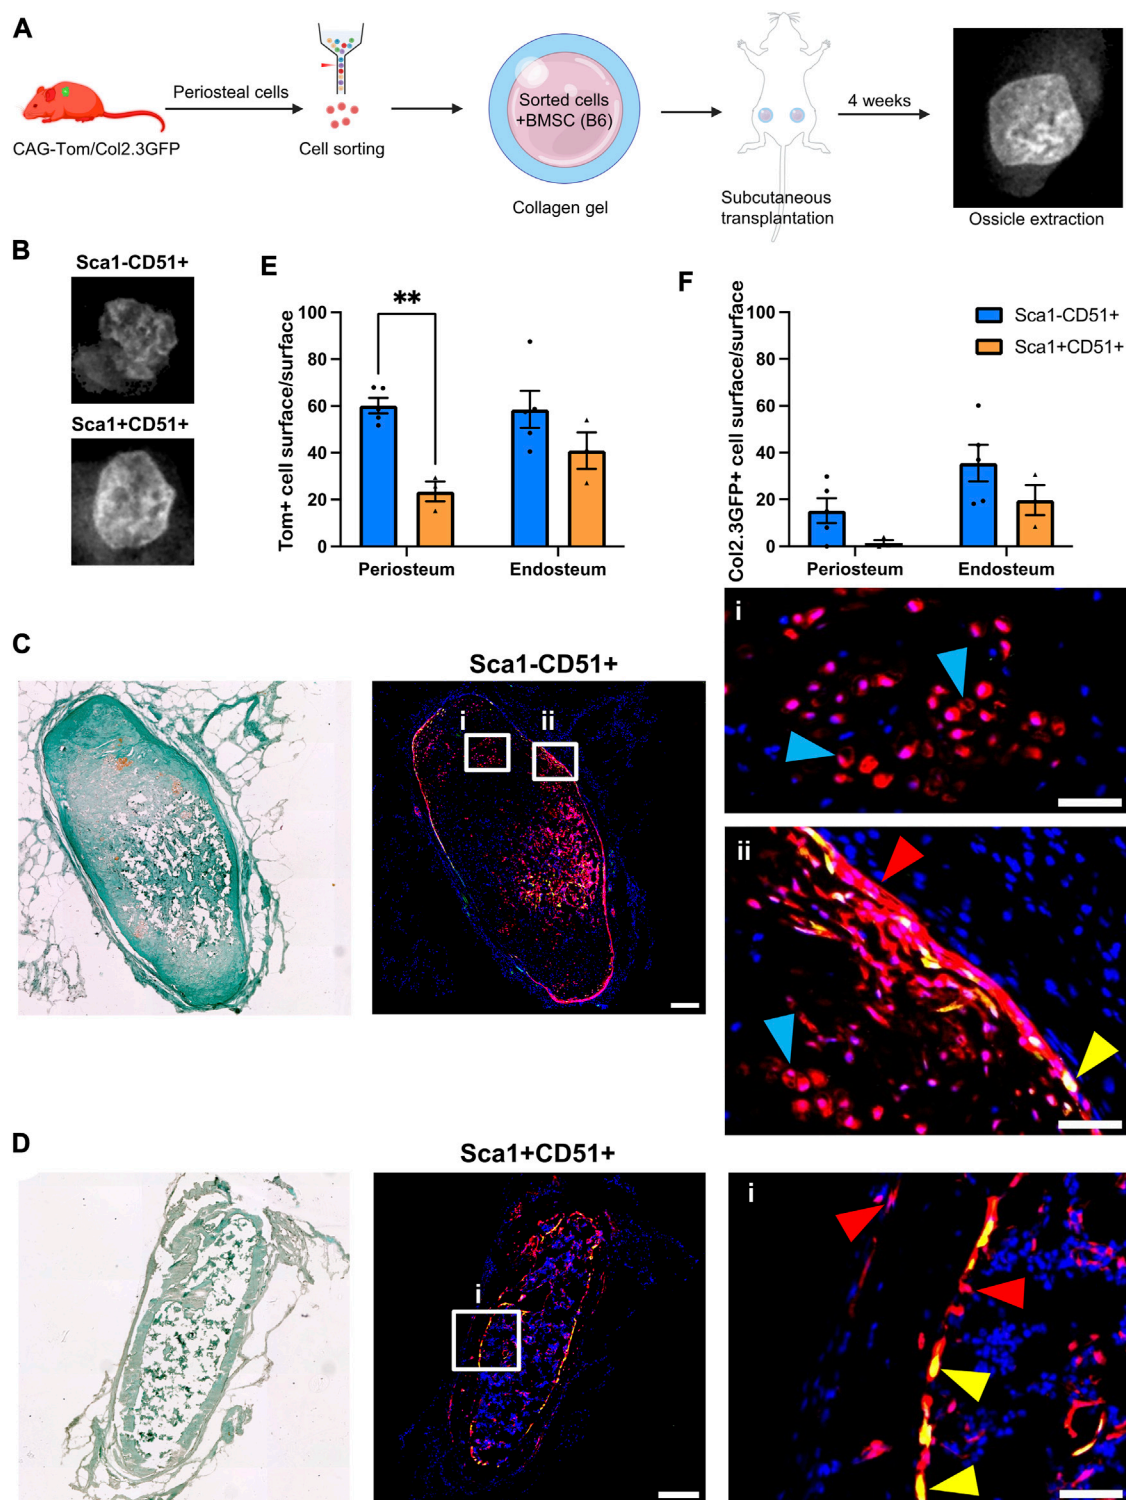 A
Periosteal cells
CAG-Tom/Col2.3GFP
Cell sorting
Sorted cells
+BMSC (B6)
Collagen gel
Subcutaneous
transplantation
4 weeks
Ossicle extraction
B
Sca1-CD51+
Sca1+CD51+
E
Tom+ cell surface/surface
100
80
60
40
20
0
**
Periosteum
Endosteum
F
Col2.3GFP+ cell surface/surface
100
80
60
40
20
0
Sca1-CD51+
Sca1+CD51+
Periosteum
Endosteum
C
Sca1-CD51+
i
ii
i
ii
D
Sca1+CD51+
i
i